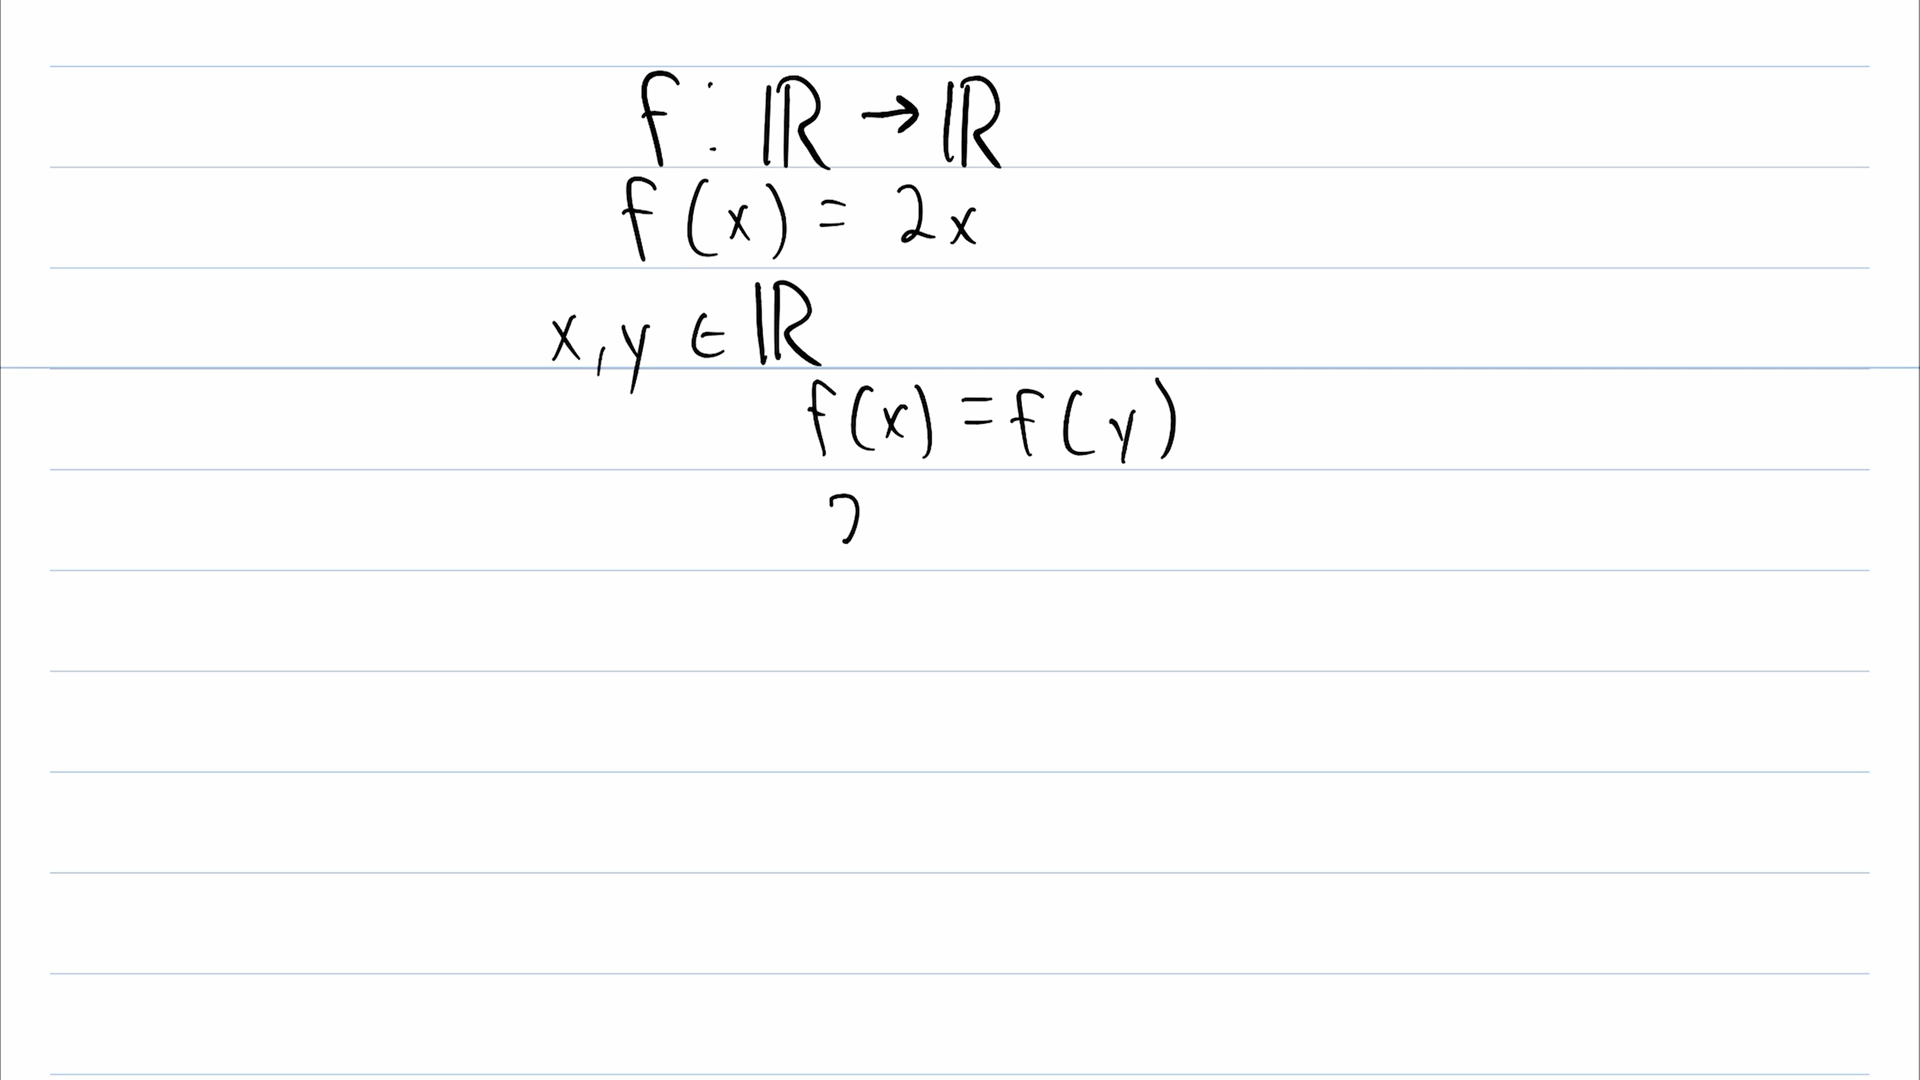 f : ℝ → ℝ
f(x) = 2x
x, y ∈ ℝ
f(x) = f(y)